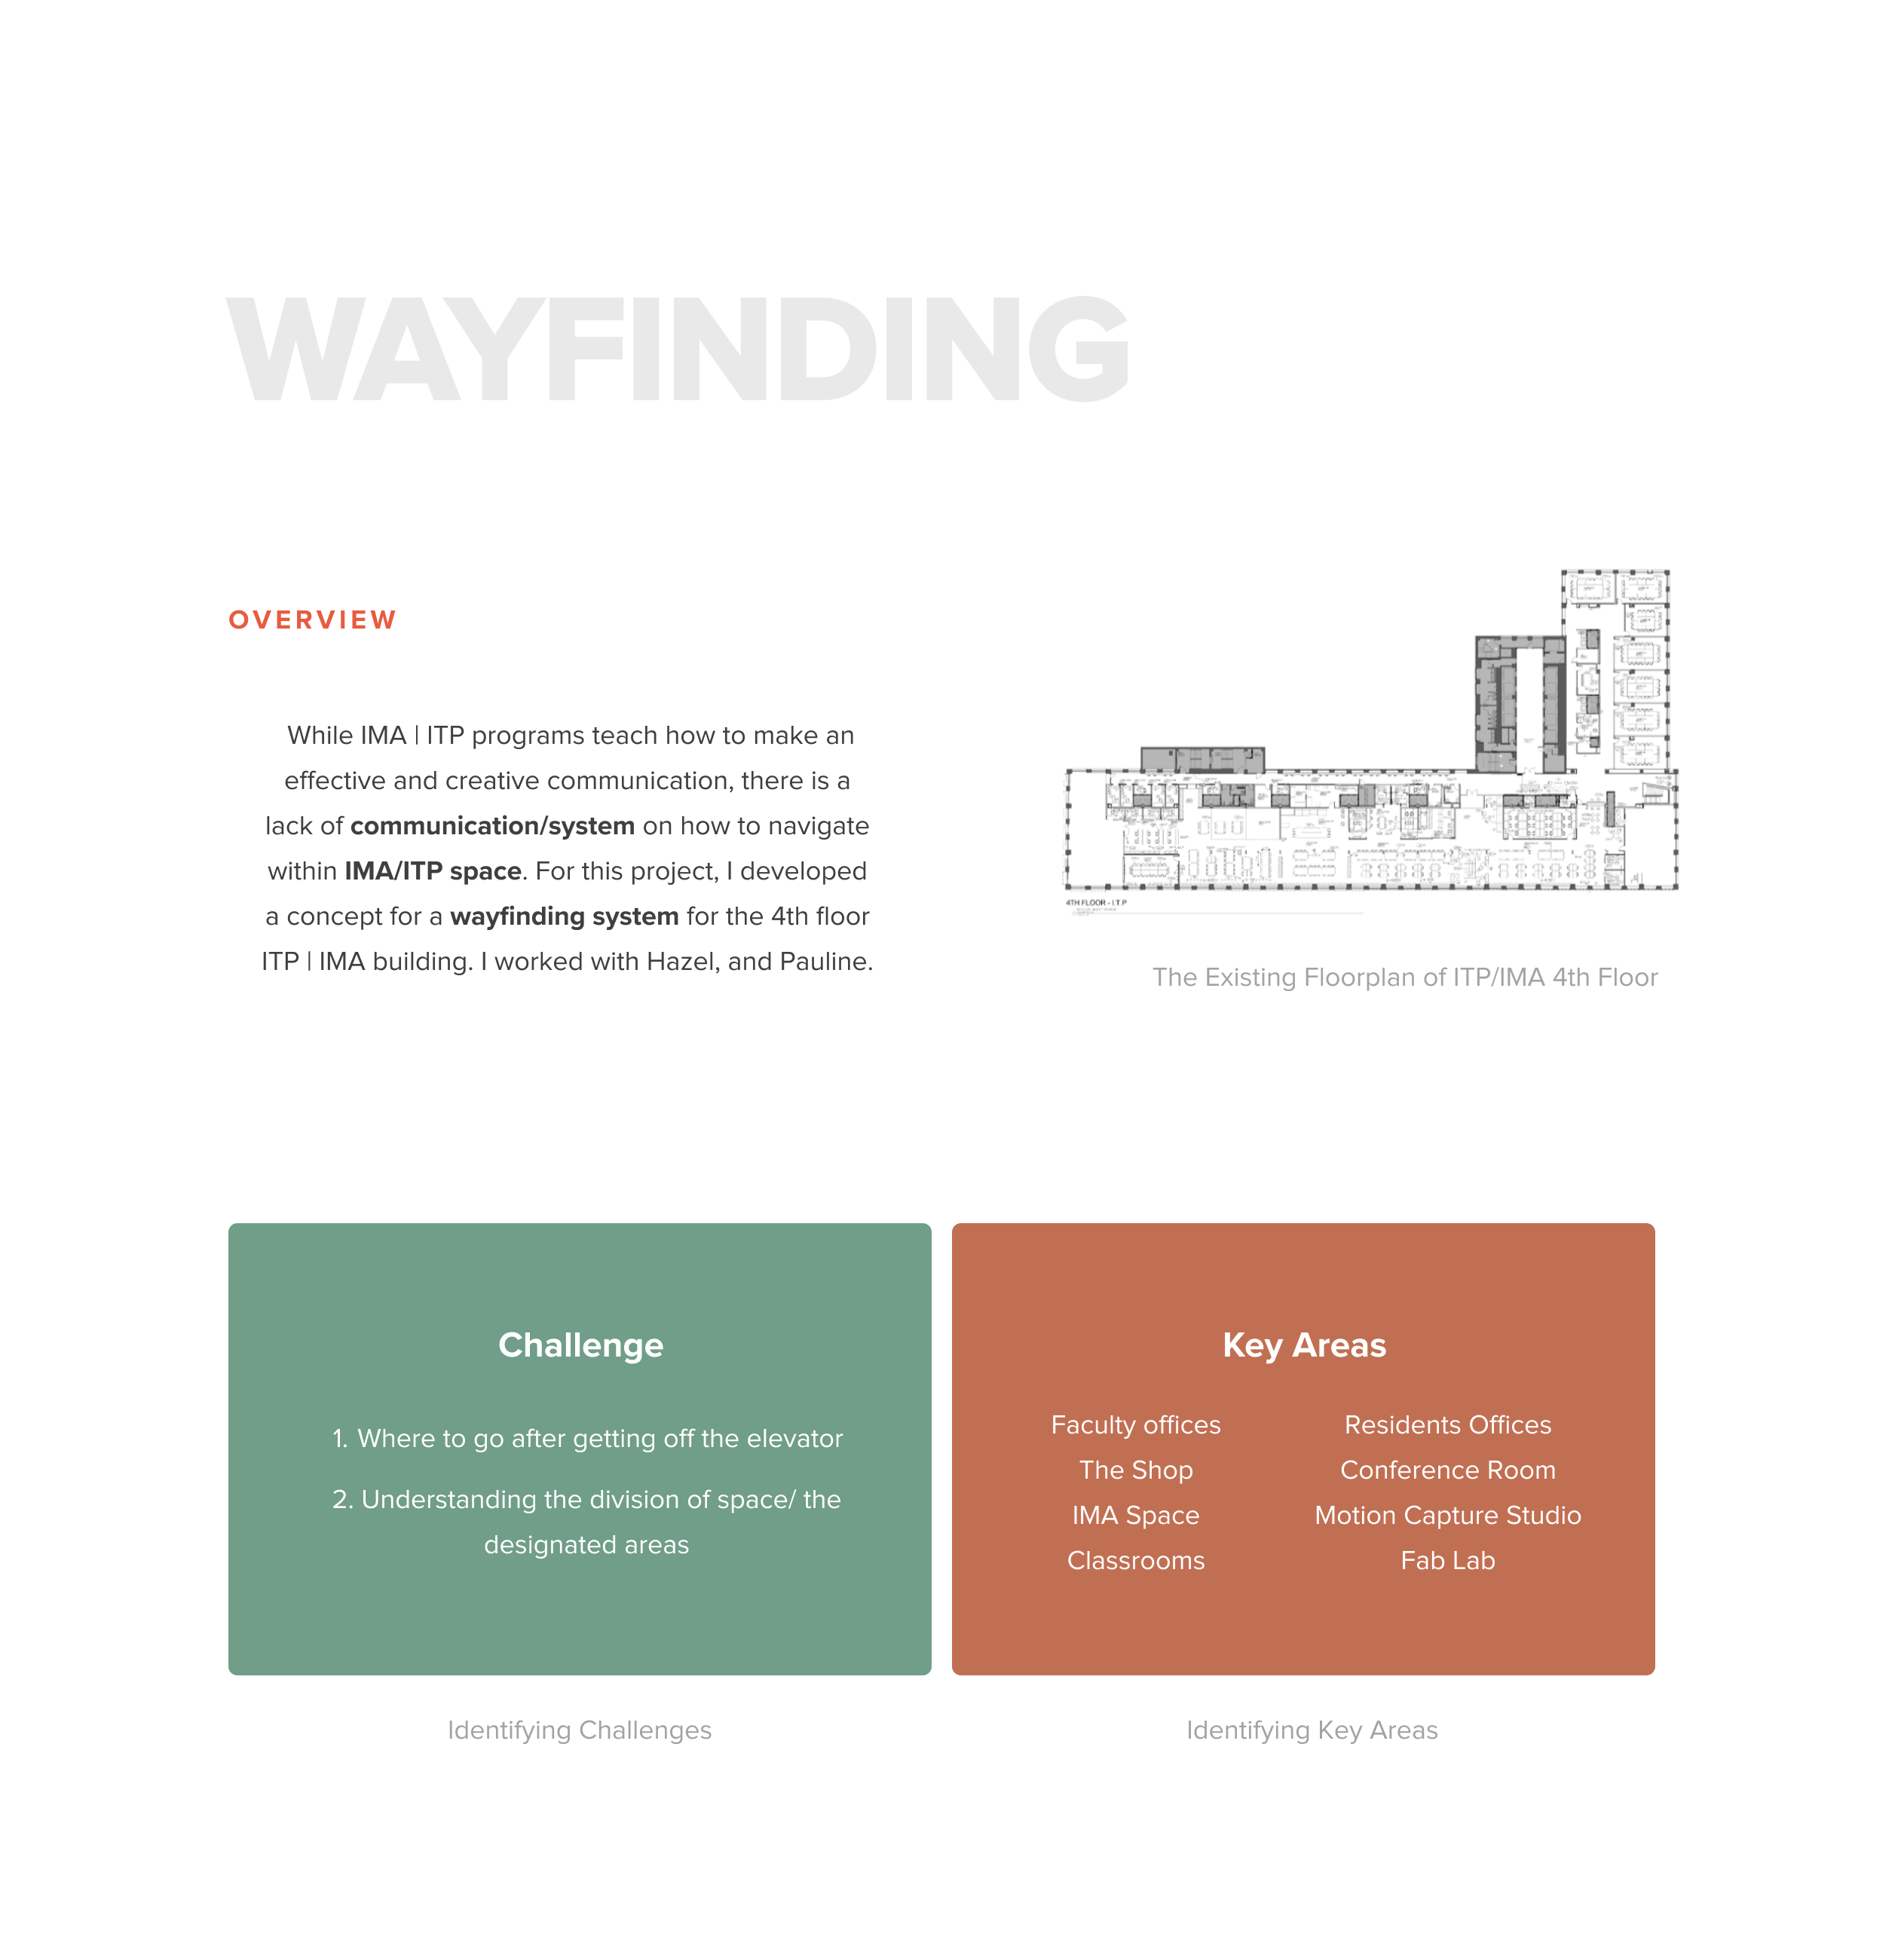 WAYFINDING
OVERVIEW
While IMA | ITP programs teach how to make an
effective and creative communication, there is a
lack of communication/system on how to navigate
within IMA/ITP space. For this project, I developed
a concept for a wayfinding system for the 4th floor
ITP | IMA building. I worked with Hazel, and Pauline.
4TH FLOOR - I.T.P
The Existing Floorplan of ITP/IMA 4th Floor
Challenge
1. Where to go after getting off the elevator
2. Understanding the division of space/ the
designated areas
Identifying Challenges
Key Areas
Faculty offices
The Shop
IMA Space
Classrooms
Residents Offices
Conference Room
Motion Capture Studio
Fab Lab
Identifying Key Areas